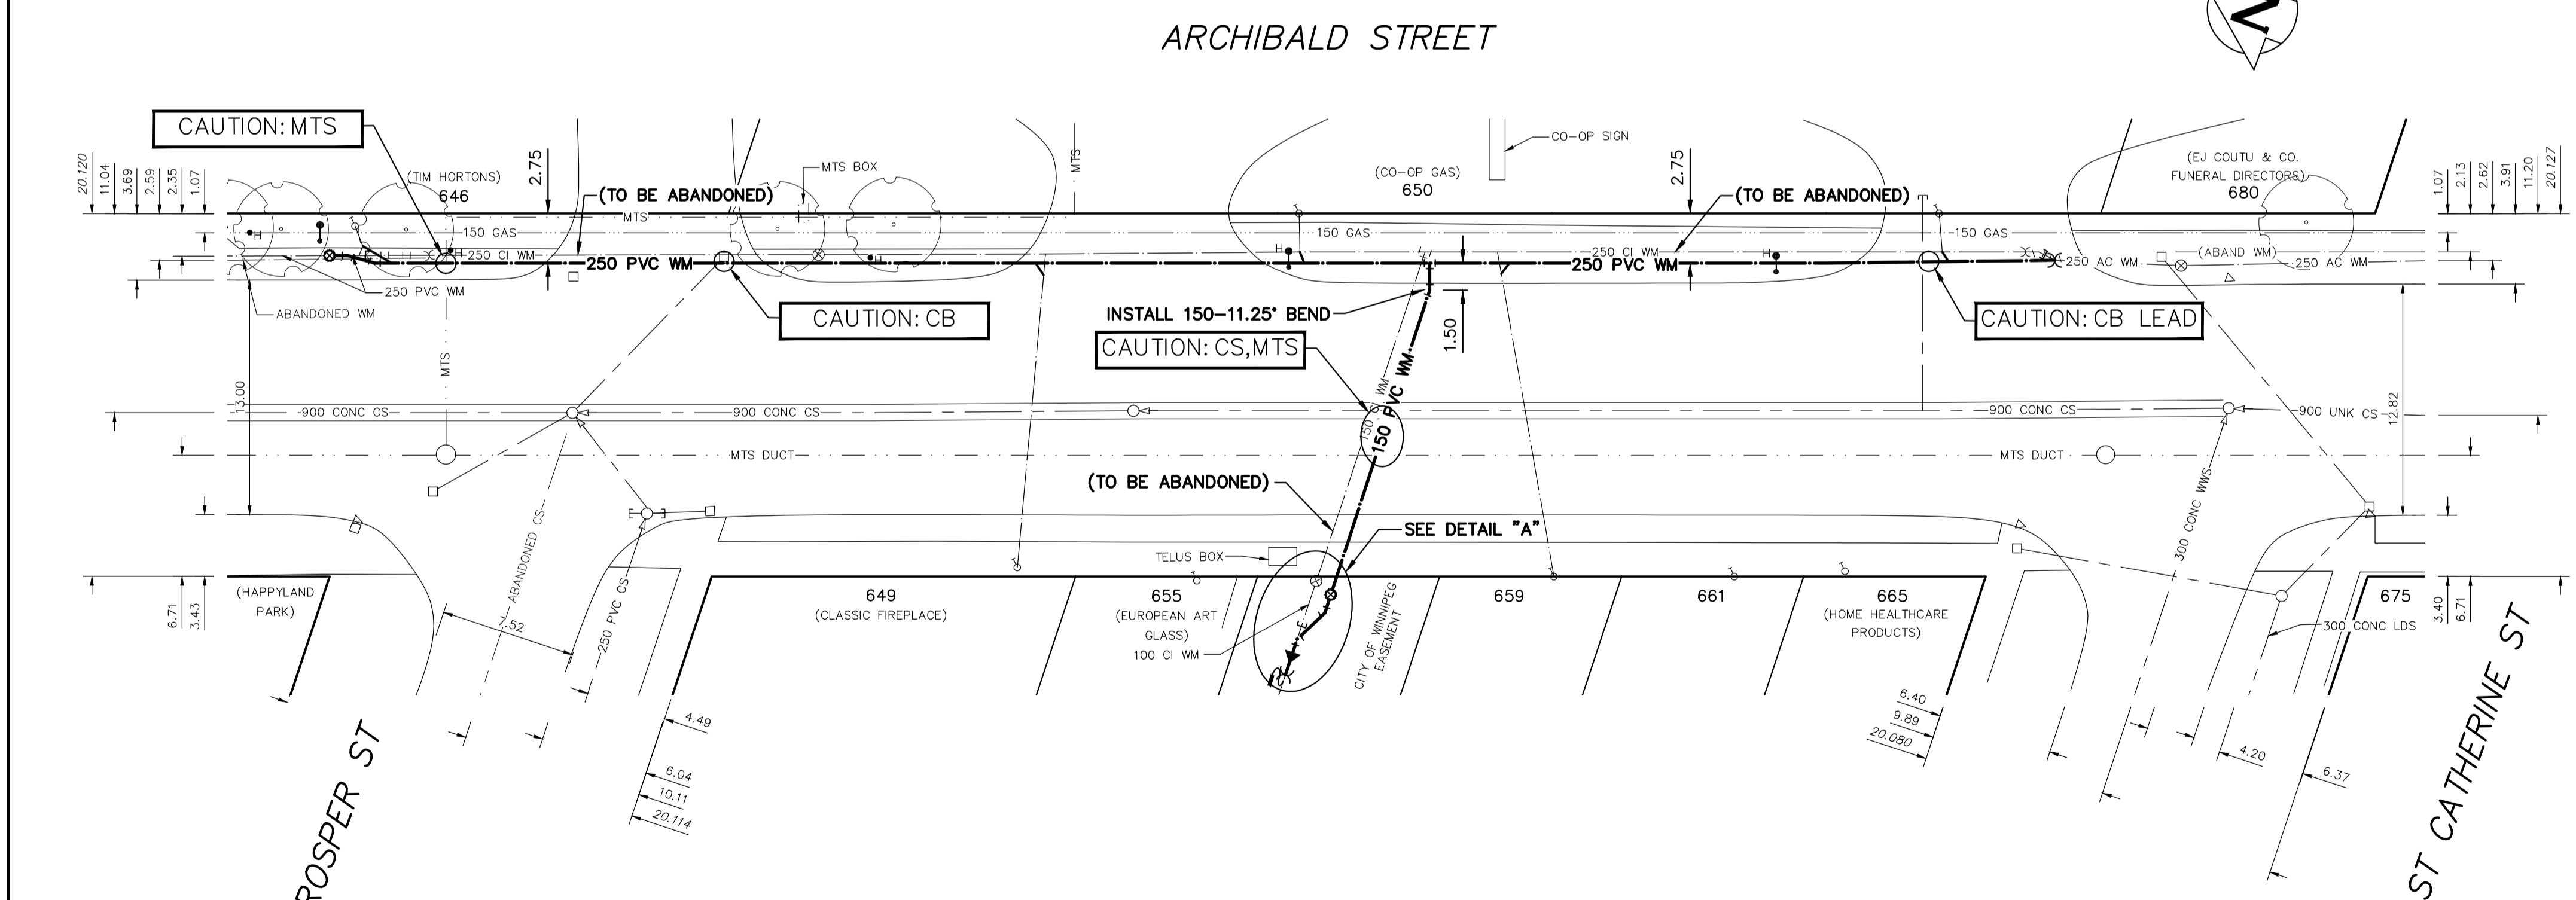 ARCHIBALD STREET
CAUTION: MTS
CO-OP SIGN
MTS
MTS BOX
(TIM HORTONS)
646
2.75
(TO BE ABANDONED)
(CO-OP GAS)
650
2.75
(TO BE ABANDONED)
(EJ COUTU & CO.
FUNERAL DIRECTORS)
680
20.120
11.04
3.69
2.59
2.35
1.07
1.07
2.13
2.62
3.91
11.20
20.127
MTS
150 GAS
150 GAS
150 GAS
H
H
H
H
H
250 CI WM
250 CI WM
250 PVC WM
250 PVC WM
250 AC WM
(ABAND WM)
250 AC WM
250 PVC WM
ABANDONED WM
CAUTION: CB
INSTALL 150-11.25° BEND
1.50
CAUTION: CB LEAD
CAUTION: CS,MTS
MTS
13.00
150 WM
150 PVC WM
12.82
900 CONC CS
900 CONC CS
900 CONC CS
900 UNK CS
MTS DUCT
MTS DUCT
(TO BE ABANDONED)
300 CONC WWS
SEE DETAIL "A"
ABANDONED CS
TELUS BOX
250 PVC CS
(HAPPYLAND
PARK)
6.71
3.43
7.52
649
(CLASSIC FIREPLACE)
655
(EUROPEAN ART
GLASS)
100 CI WM
CITY OF WINNIPEG
EASEMENT
659
661
665
(HOME HEALTHCARE
PRODUCTS)
675
300 CONC LDS
3.40
6.71
4.49
6.04
10.11
20.114
6.40
9.89
20.080
4.20
6.37
ROSPER ST
ST CATHERINE ST